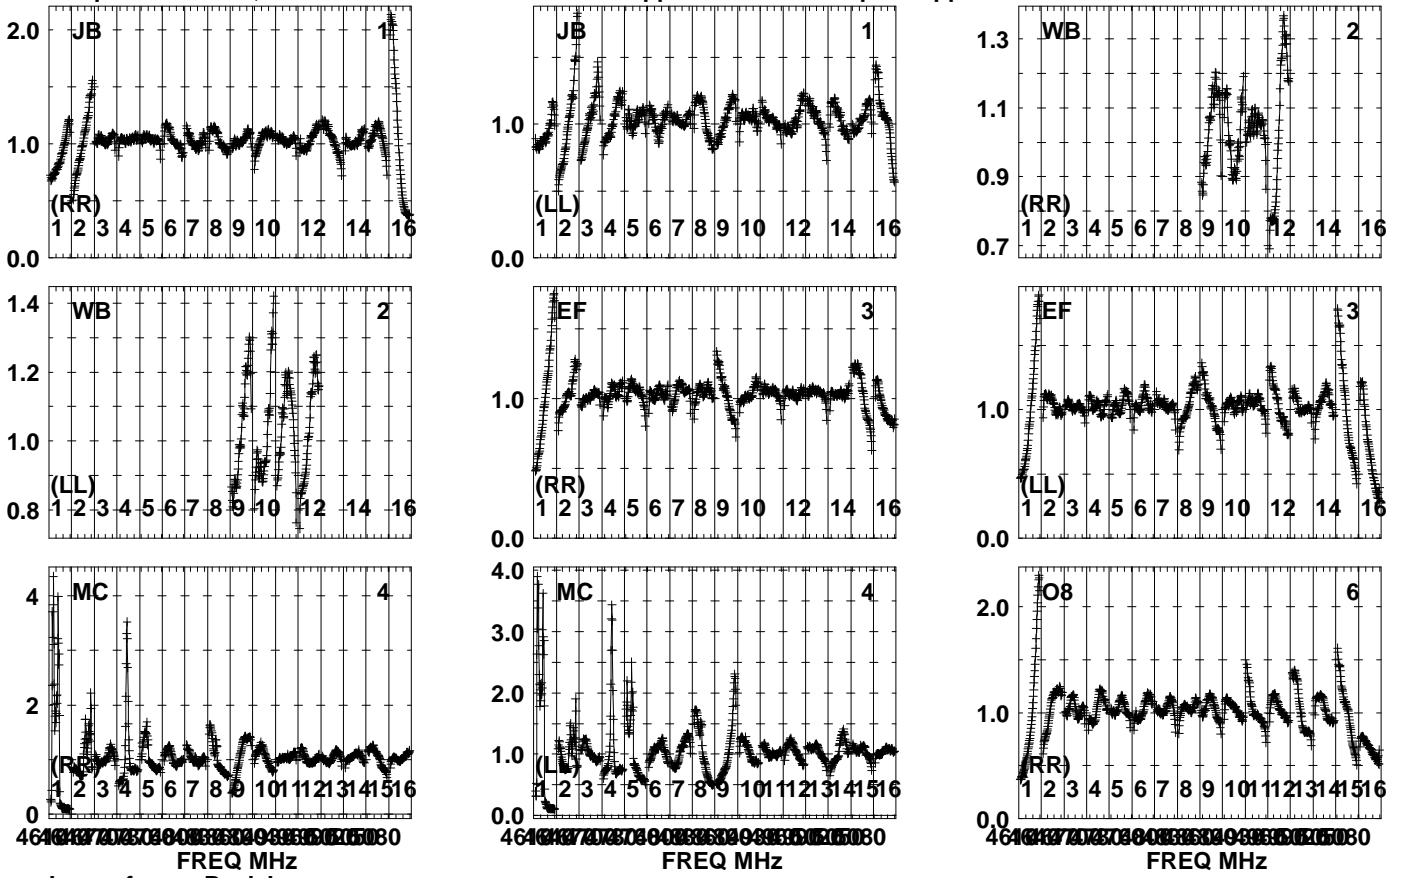 JB 1
2.0
1.0
(RR)
1 2 3 4 5 6 7 8 9 10 12 14 16
0.0
JB 1
1.0
(LL)
1 2 3 4 5 6 7 8 9 10 12 14 16
0.0
WB 2
1.3
1.1
0.9
(RR)
1 2 3 4 5 6 7 8 9 10 12 14 16
0.7
WB 2
1.4
1.2
1.0
(LL)
1 2 3 4 5 6 7 8 9 10 12 14 16
0.8
EF 3
1.0
(RR)
1 2 3 4 5 6 7 8 9 10 12 14 16
0.0
EF 3
1.0
(LL)
1 2 3 4 5 6 7 8 9 10 12 14 16
0.0
MC 4
4
2
(RR)
1 2 3 4 5 6 7 8 9 10 11 12 13 14 15 16
0
FREQ MHz
MC 4
4.0
3.0
2.0
1.0
(LL)
1 2 3 4 5 6 7 8 9 10 11 12 13 14 15 16
0.0
O8 6
2.0
1.0
(RR)
1 2 3 4 5 6 7 8 9 10 11 11 12 13 14 15 16
0.0
FREQ MHz